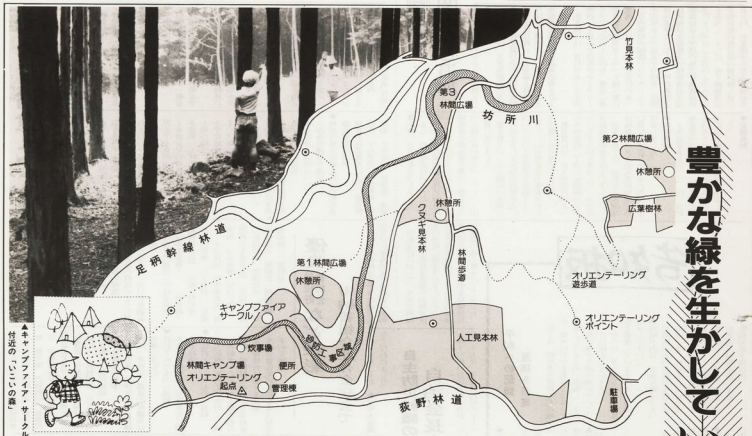 豊かな緑を生かして
竹見本林
第3
林間広場
坊所川
第2林間広場
休憩所
広葉樹林
休憩所
クヌギ見本林
足柄幹線林道
林間歩道
第1林間広場
休憩所
オリエンテーリング
遊歩道
キャンプファイア
サークル
オリエンテーリング
ポイント
砂防工事区域
人工見本林
炊事場
林間キャンプ場
便所
オリエンテーリング
起点
管理棟
駐車場
荻野林道
▲キャンプファイア・サークル
付近の「いこいの森」